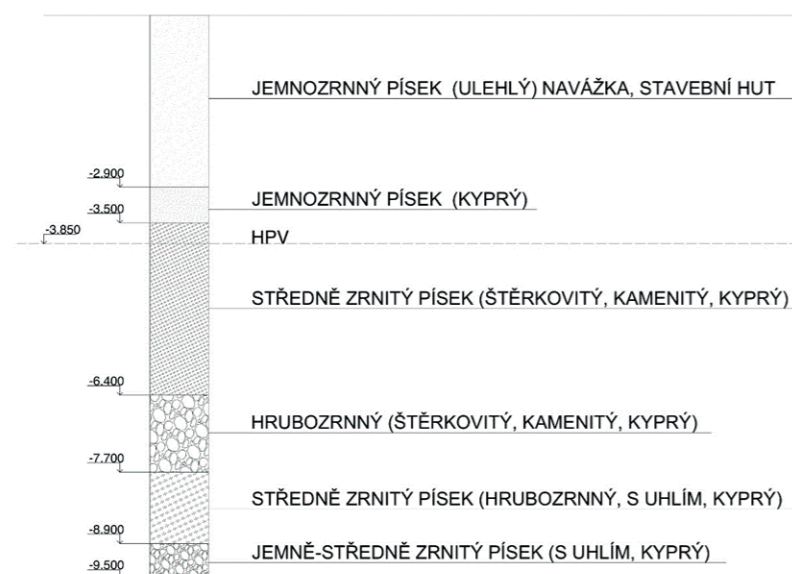 JEMNOZRNNÝ PÍSEK (ULEHLÝ) NAVÁŽKA, STAVEBNÍ HUT
-2.900
JEMNOZRNNÝ PÍSEK (KYPRÝ)
-3.500
-3.850
HPV
STŘEDNĚ ZRNITÝ PÍSEK (ŠTĚRKOVITÝ, KAMENITÝ, KYPRÝ)
-6.400
HRUBOZRNNÝ (ŠTĚRKOVITÝ, KAMENITÝ, KYPRÝ)
-7.700
STŘEDNĚ ZRNITÝ PÍSEK (HRUBOZRNNÝ, S UHLÍM, KYPRÝ)
-8.900
JEMNĚ-STŘEDNĚ ZRNITÝ PÍSEK (S UHLÍM, KYPRÝ)
-9.500